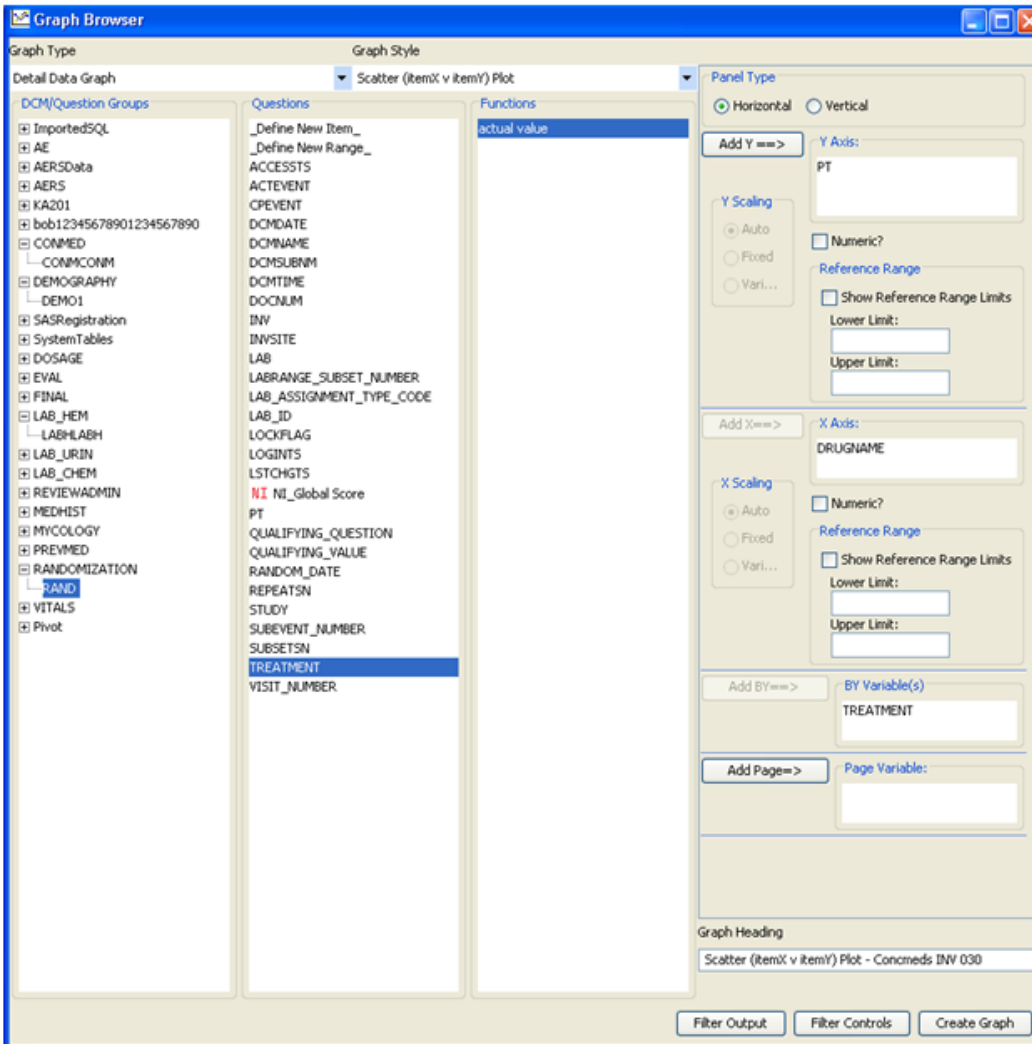 Graph Browser
Graph Type
Graph Style
Detail Data Graph
Scatter (itemX v itemY) Plot
DCM/Question Groups
ImportedSQL
AE
AERSData
AERS
KA201
bob12345678901234567890
CONMED
CONMCONM
DEMOGRAPHY
DEMO1
SASRegistration
SystemTables
DOSAGE
EVAL
FINAL
LAB_HEM
LABHLABH
LAB_URIN
LAB_CHEM
REVIEWADMIN
MEDHIST
MYCOLOGY
PREVMED
RANDOMIZATION
RAND
VITALS
Pivot
Questions
_Define New Item_
_Define New Range_
ACCESSTS
ACTEVENT
CPEVENT
DCMDATE
DCMNAME
DCMSUBNM
DCMTIME
DOCNUM
INV
INVSITE
LAB
LABRANGE_SUBSET_NUMBER
LAB_ASSIGNMENT_TYPE_CODE
LAB_ID
LOCKFLAG
LOGINTS
LSTCHGTS
NI NI_Global Score
PT
QUALIFYING_QUESTION
QUALIFYING_VALUE
RANDOM_DATE
REPEATSN
STUDY
SUBEVENT_NUMBER
SUBSETSN
TREATMENT
VISIT_NUMBER
Functions
actual value
Panel Type
Horizontal Vertical
Add Y ==>
Y Axis:
PT
Y Scaling
Auto
Fixed
Vari...
Numeric?
Reference Range
Show Reference Range Limits
Lower Limit:
Upper Limit:
Add X==>
X Axis:
DRUGNAME
X Scaling
Auto
Fixed
Vari...
Numeric?
Reference Range
Show Reference Range Limits
Lower Limit:
Upper Limit:
Add BY==>
BY Variable(s)
TREATMENT
Add Page=>
Page Variable:
Graph Heading
Scatter (itemX v itemY) Plot - Concmeds INV 030
Filter Output
Filter Controls
Create Graph